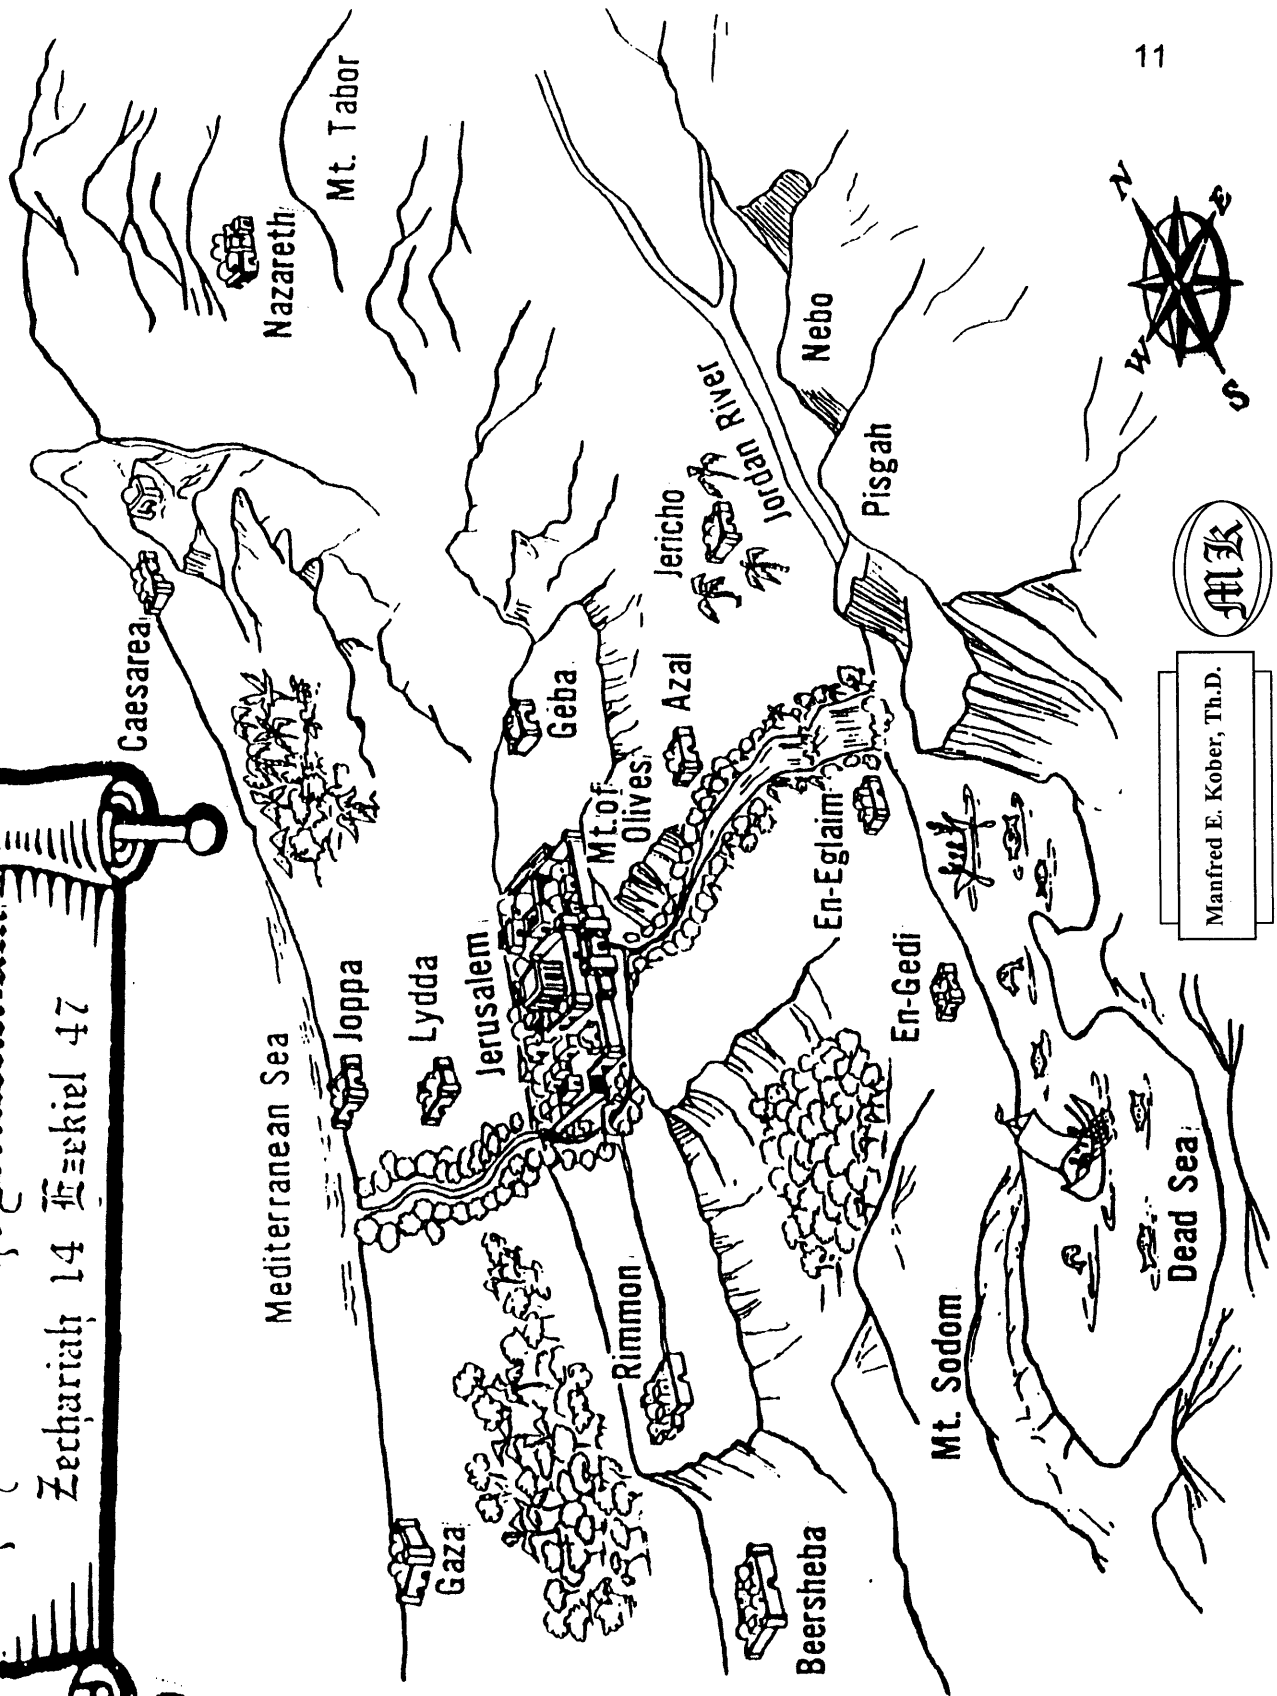 Zechariah 14 Ezekiel 47
Caesarea
Nazareth
Mt. Tabor
Mediterranean Sea
Joppa
Lydda
Jerusalem
Geba
Mt. of
Olives
Azal
Jericho
Jordan River
Nebo
Pisgah
Gaza
Rimmon
En-Eglaim
En-Gedi
Beersheba
Mt. Sodom
Dead Sea
N
E
W
S
Manfred E. Kober, Th.D.
MK
11